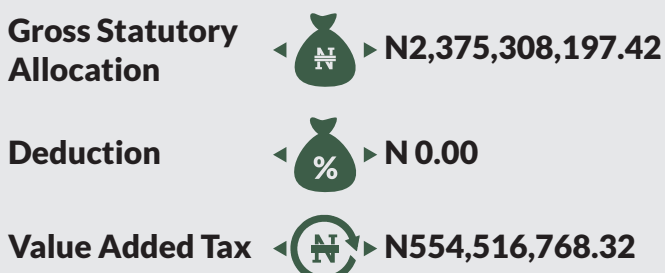 Gross Statutory
Allocation
₦
N2,375,308,197.42
Deduction
%
N 0.00
Value Added Tax
₦
N554,516,768.32